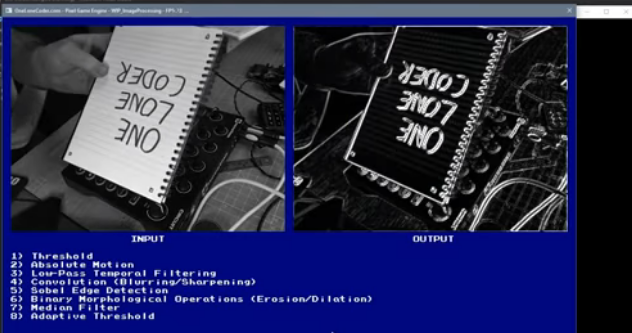 OneLoneCoder.com - Pixel Game Engine - WIP_ImageProcessing - FPS: 12
ONE
LONE
CODER
ONE
LONE
CODER
INPUT
OUTPUT
1) Threshold
2) Absolute Motion
3) Low-Pass Temporal Filtering
4) Convolution (Blurring/Sharpening)
5) Sobel Edge Detection
6) Binary Morphological Operations (Erosion/Dilation)
7) Median Filter
8) Adaptive Threshold